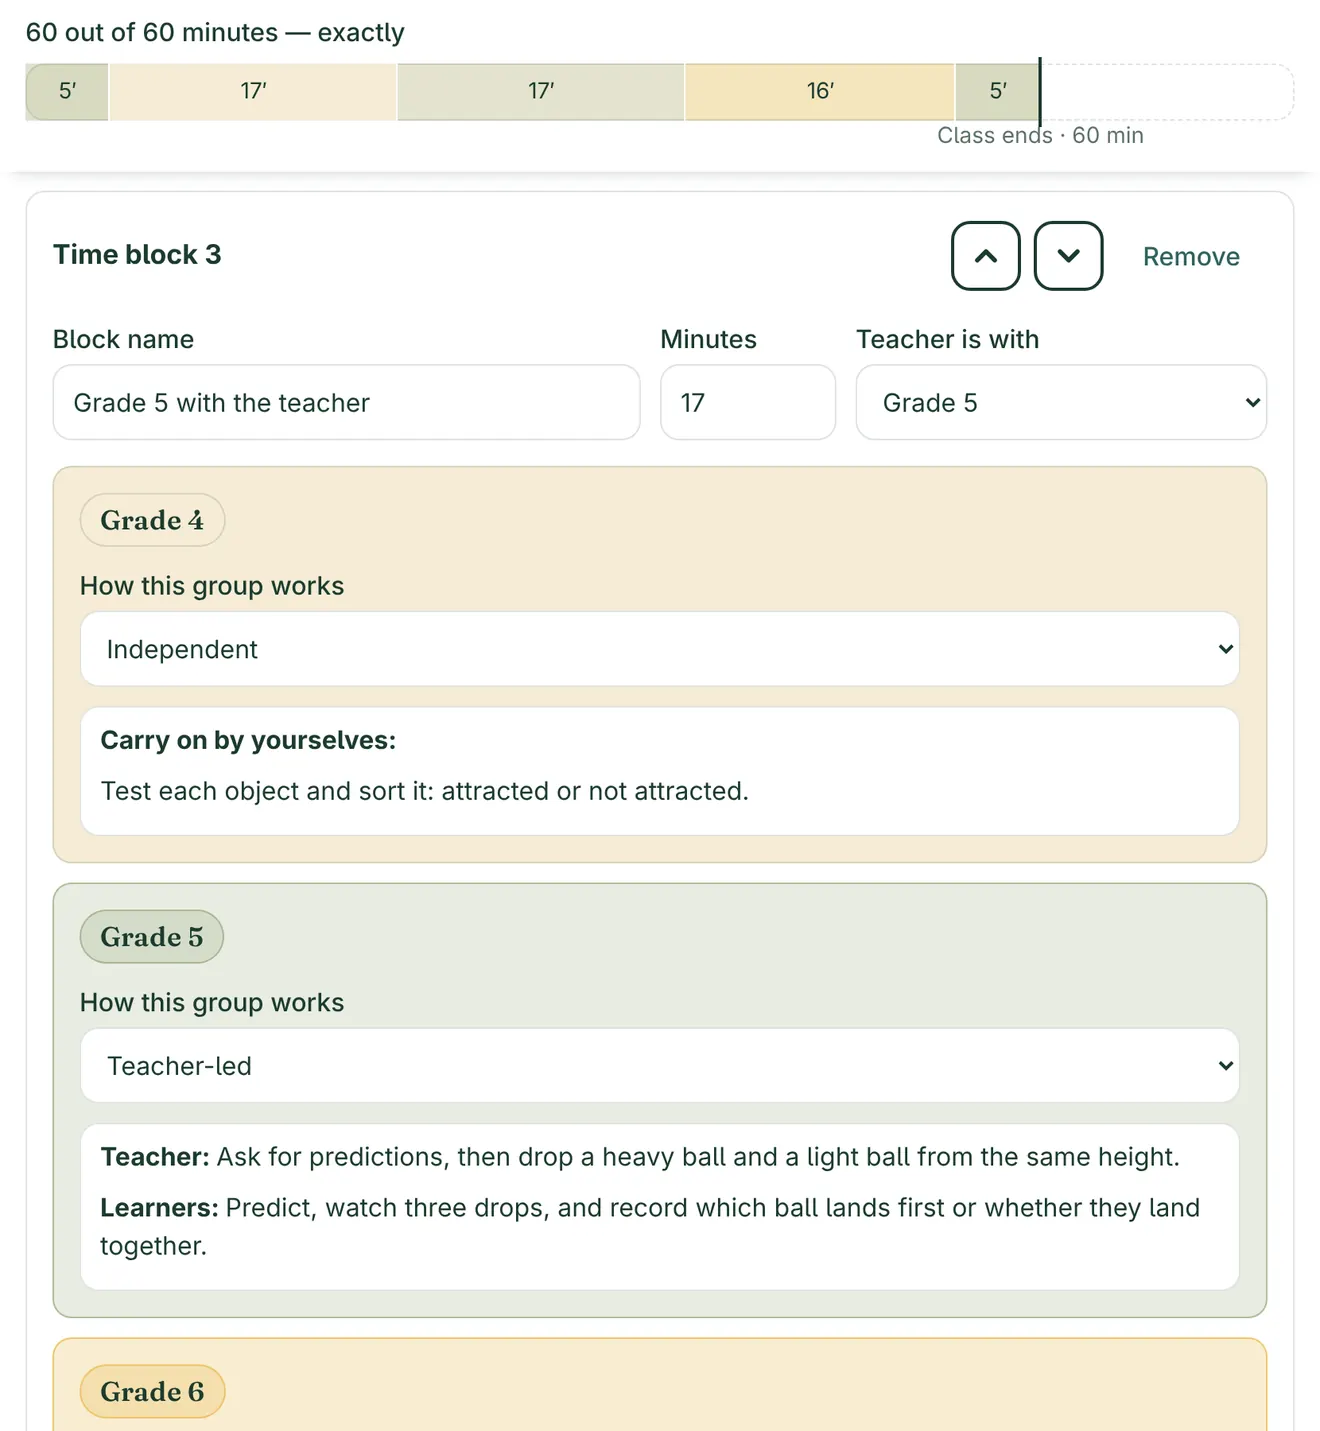 60 out of 60 minutes — exactly
5′ 17′ 17′ 16′ 5′
Class ends · 60 min
Time block 3
Remove
Block name
Minutes
Teacher is with
Grade 5 with the teacher
17
Grade 5
Grade 4
How this group works
Independent
Carry on by yourselves:
Test each object and sort it: attracted or not attracted.
Grade 5
How this group works
Teacher-led
Teacher: Ask for predictions, then drop a heavy ball and a light ball from the same height.
Learners: Predict, watch three drops, and record which ball lands first or whether they land
together.
Grade 6